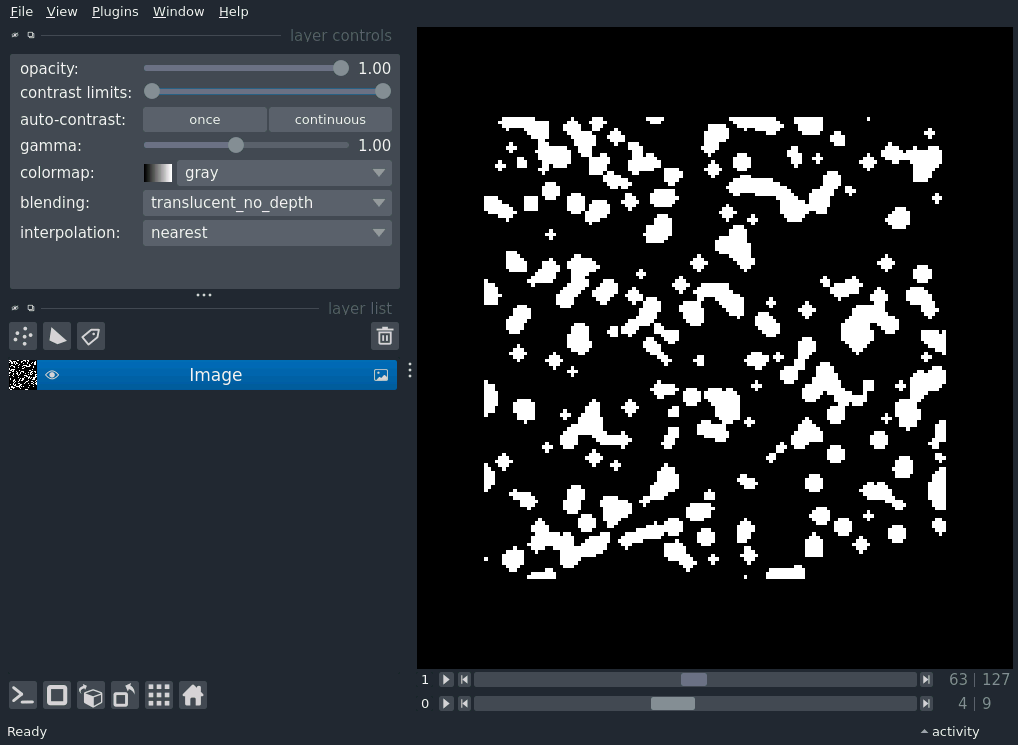 File View Plugins Window Help
layer controls
opacity: 1.00
contrast limits:
auto-contrast: once continuous
gamma: 1.00
colormap: gray
blending: translucent_no_depth
interpolation: nearest
layer list
Image
1 63 | 127
0 4 | 9
Ready activity